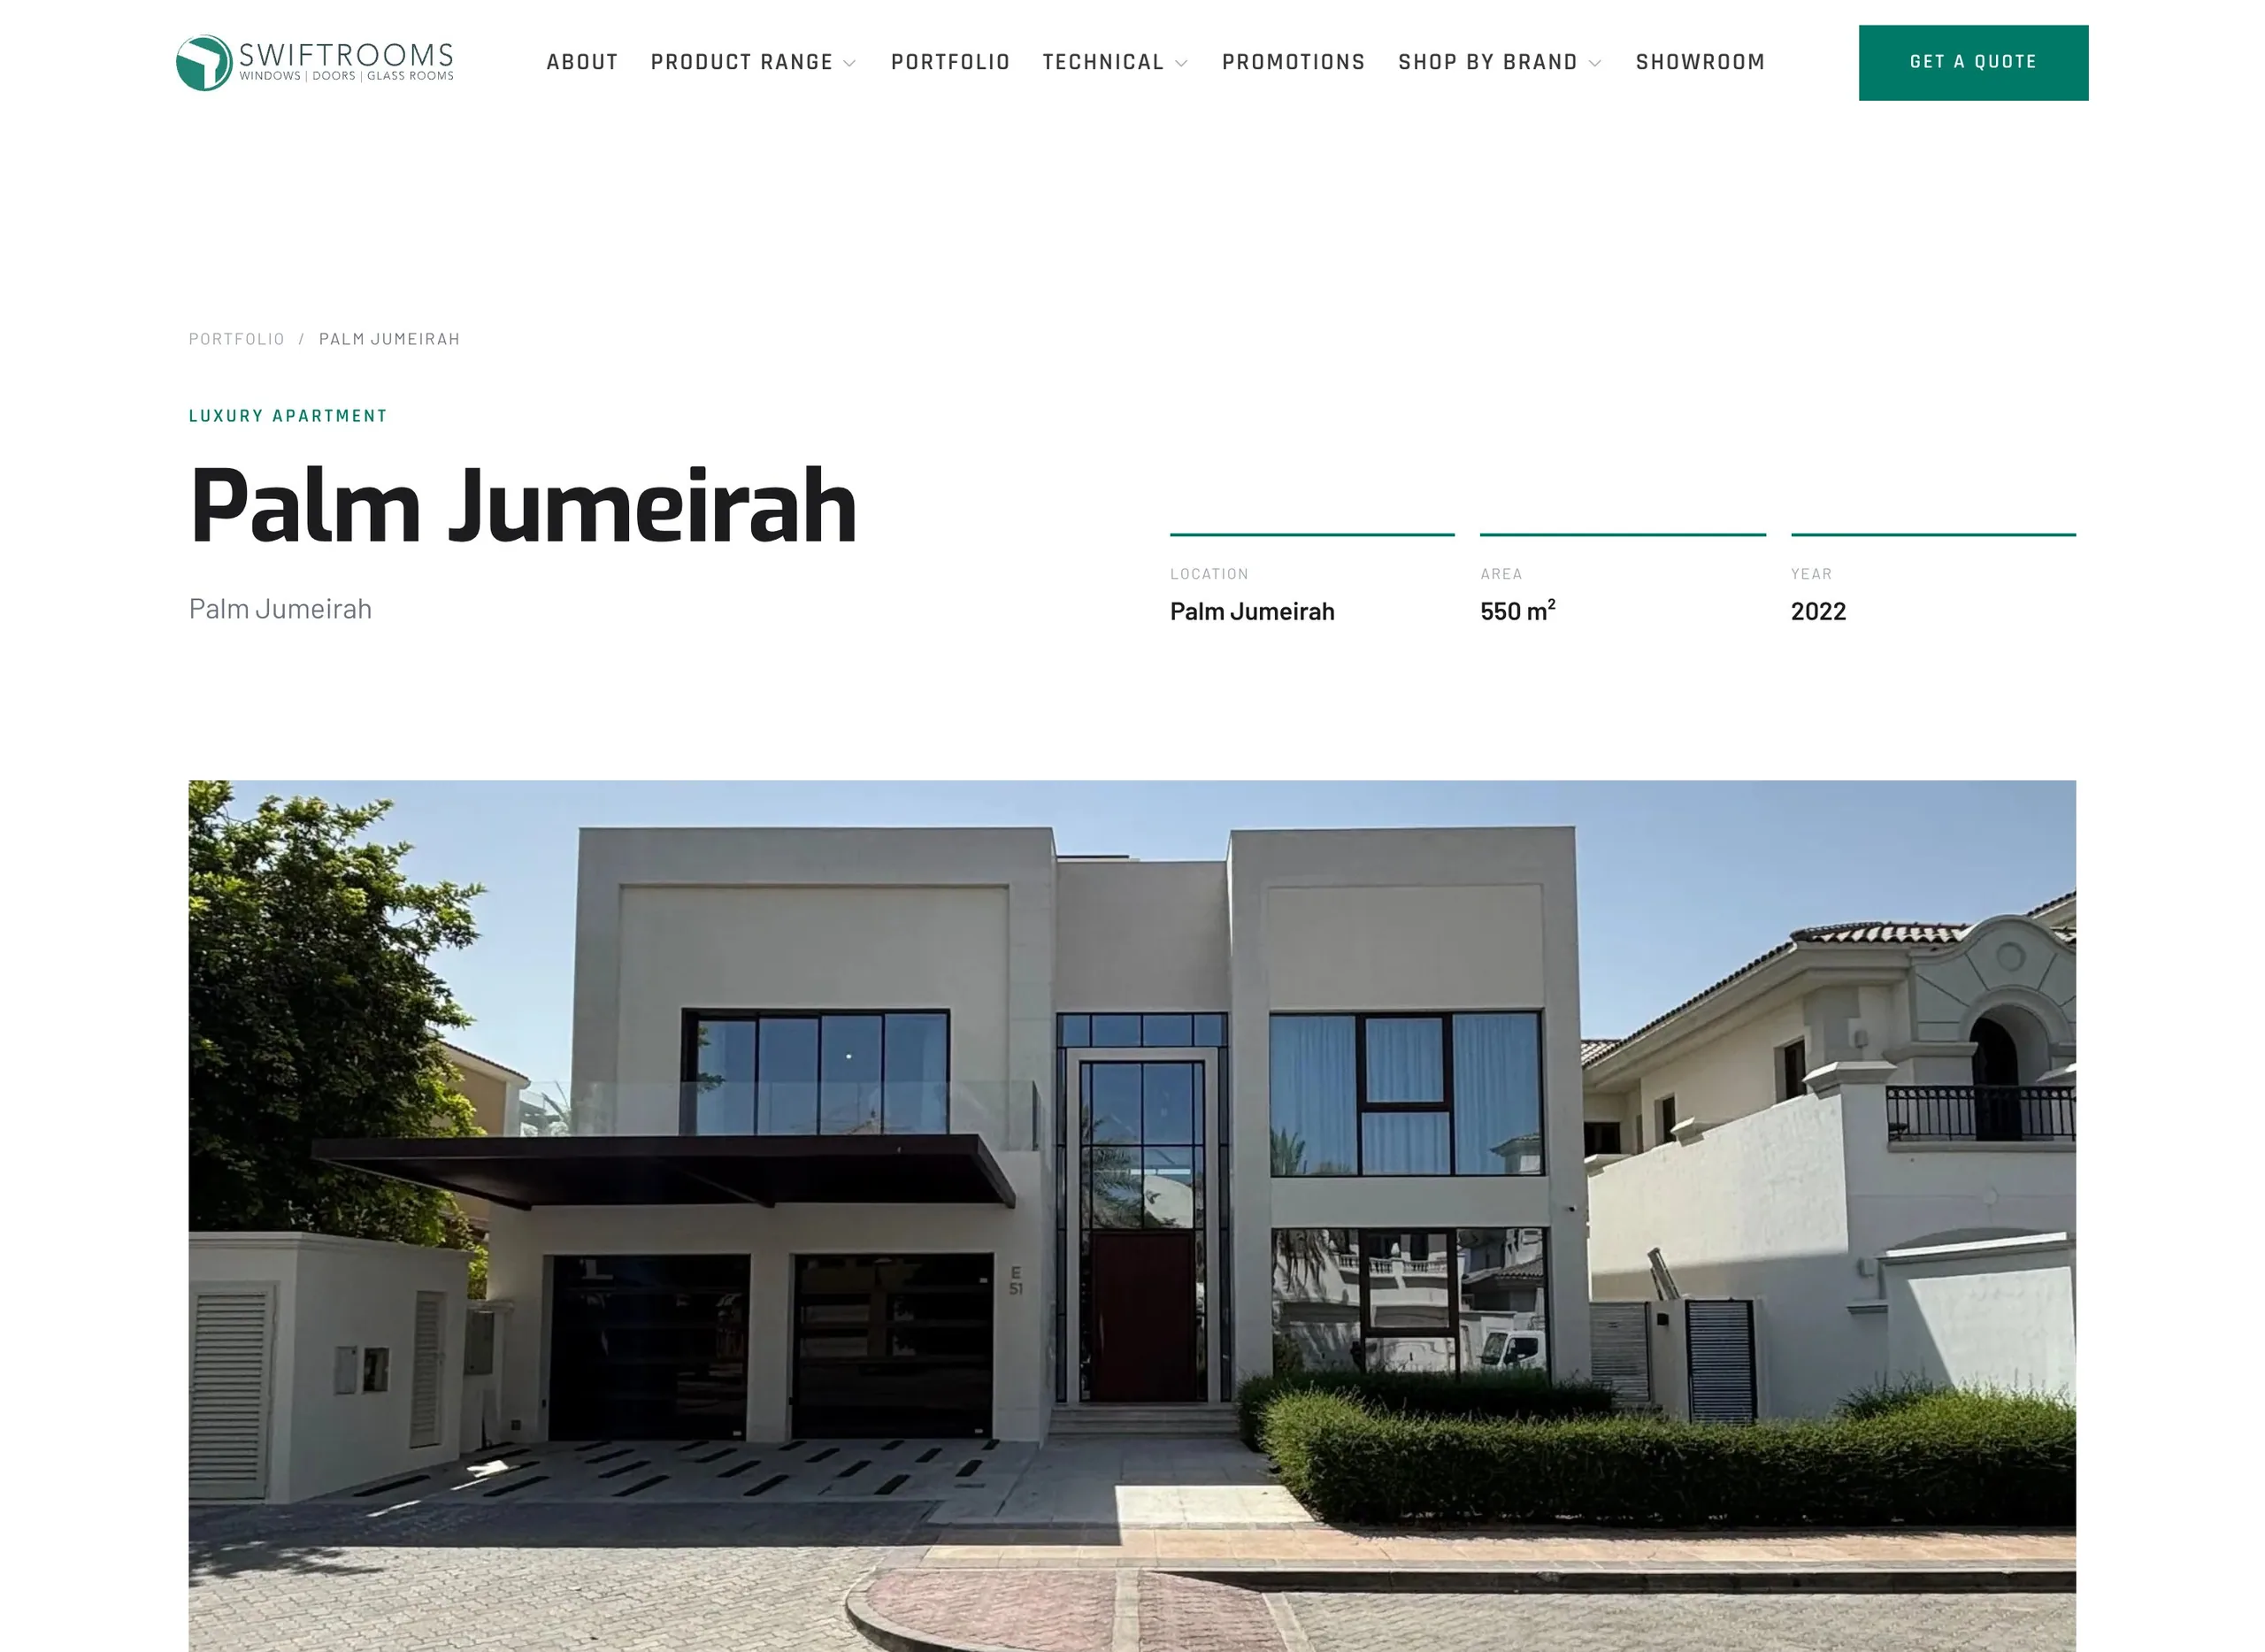 SWIFTROOMS
WINDOWS | DOORS | GLASS ROOMS
ABOUT
PRODUCT RANGE
PORTFOLIO
TECHNICAL
PROMOTIONS
SHOP BY BRAND
SHOWROOM
GET A QUOTE
PORTFOLIO / PALM JUMEIRAH
LUXURY APARTMENT
Palm Jumeirah
Palm Jumeirah
LOCATION
Palm Jumeirah
AREA
550 m²
YEAR
2022
E
51